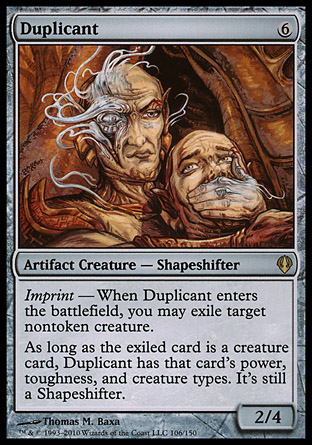 Duplicant 6
Artifact Creature — Shapeshifter
Imprint — When Duplicant enters
the battlefield, you may exile target
nontoken creature.
As long as the exiled card is a creature
card, Duplicant has that card's power,
toughness, and creature types. It's still
a Shapeshifter.
Thomas M. Baxa
™ & © 1993–2010 Wizards of the Coast LLC 106/150
2/4